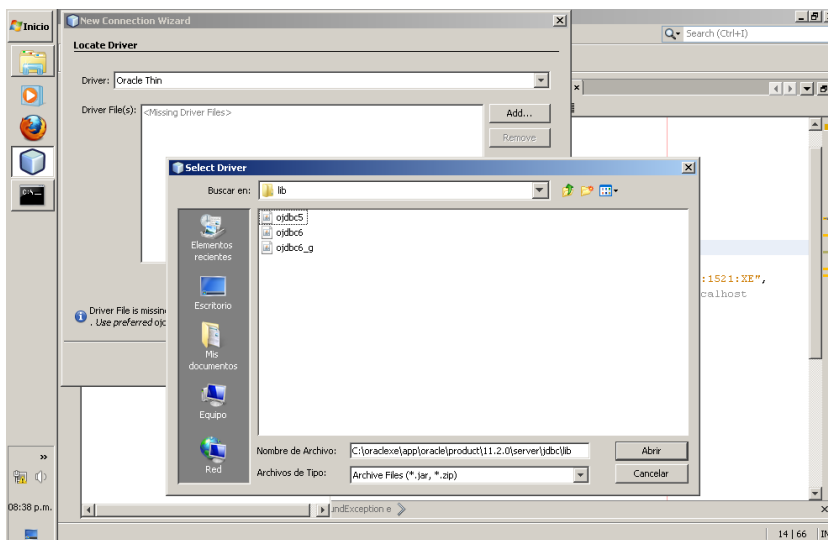 Inicio
New Connection Wizard
Search (Ctrl+I)
Locate Driver
Driver: Oracle Thin
Driver File(s): <Missing Driver Files>
Add...
Remove
Select Driver
Buscar en: lib
ojdbc5
ojdbc6
ojdbc6_g
Elementos
recientes
Escritorio
Mis
documentos
Equipo
Red
:1521:XE",
calhost
Driver File is missin
. Use preferred ojd
Nombre de Archivo: C:\oraclexe\app\oracle\product\11.2.0\server\jdbc\lib
Abrir
Archivos de Tipo: Archive Files (*.jar, *.zip)
Cancelar
08:38 p.m.
undException e
14 | 66 IN